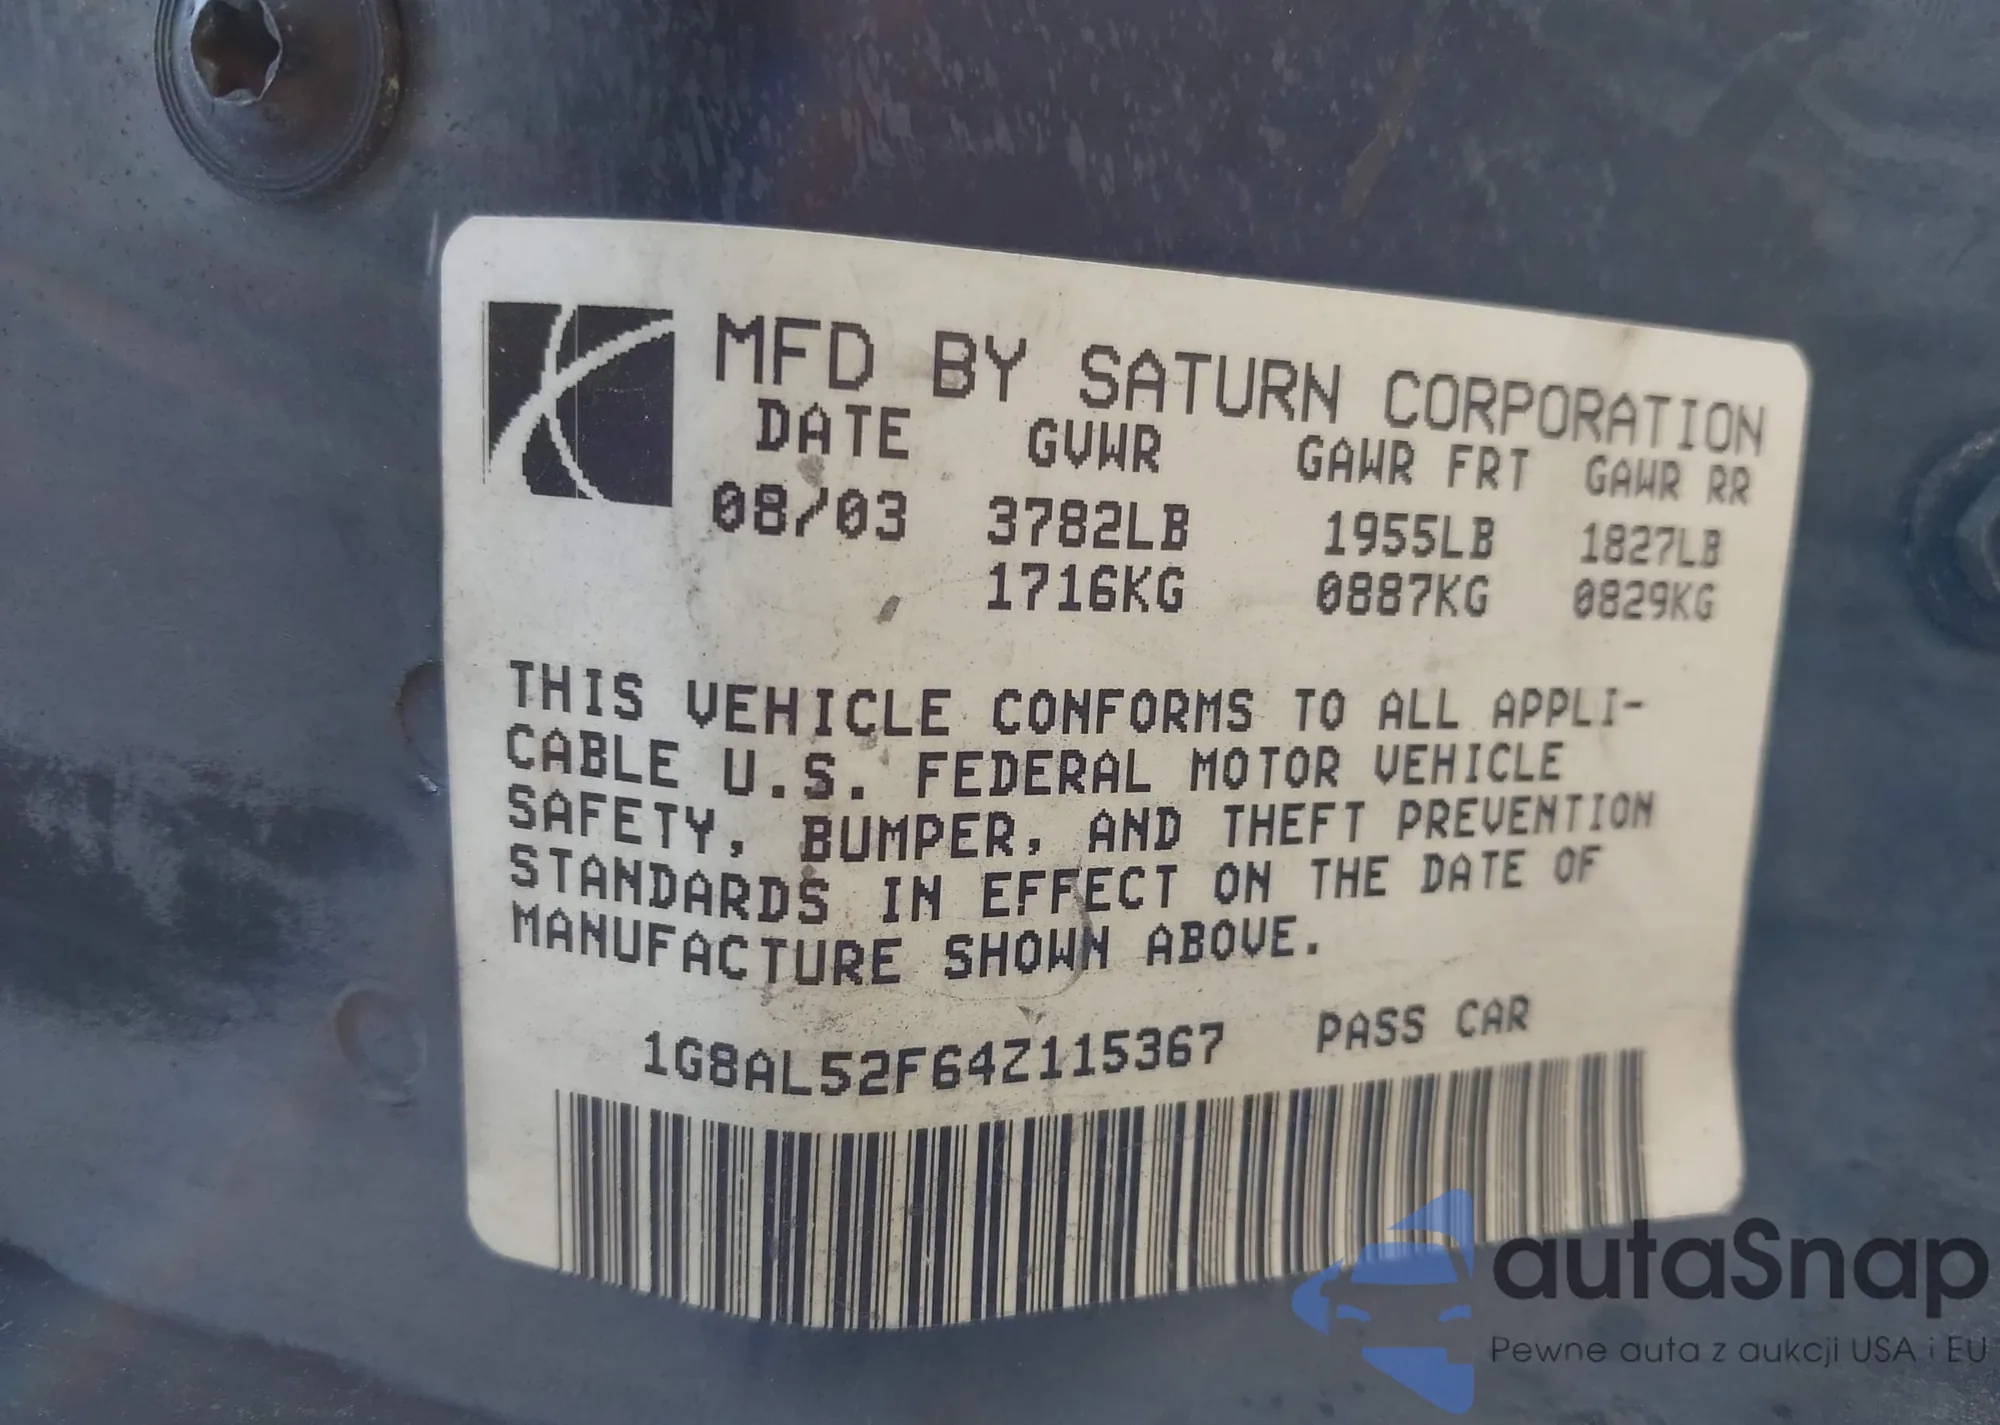 MFD BY SATURN CORPORATION
DATE GVWR GAWR FRT GAWR RR
08/03 3782LB 1955LB 1827LB
1716KG 0887KG 0829KG
THIS VEHICLE CONFORMS TO ALL APPLI-
CABLE U.S. FEDERAL MOTOR VEHICLE
SAFETY, BUMPER, AND THEFT PREVENTION
STANDARDS IN EFFECT ON THE DATE OF
MANUFACTURE SHOWN ABOVE.
1G8AL52F64Z115367 PASS CAR
autaSnap
Pewne auta z aukcji USA i EU